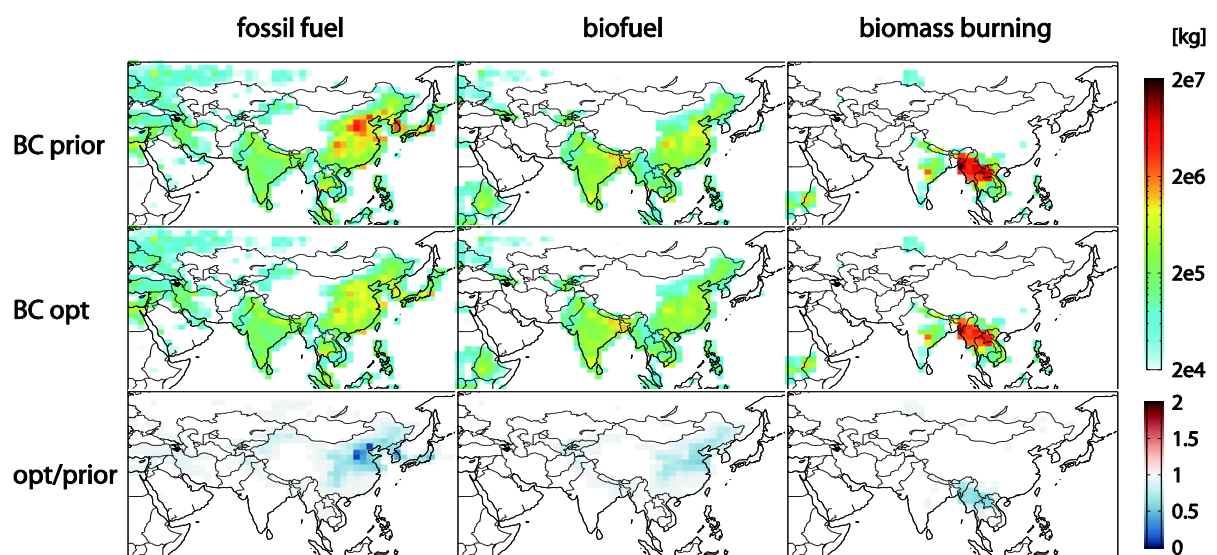 fossil fuel biofuel biomass burning
[kg]
BC prior
2e7
2e6
BC opt
2e5
2e4
opt/prior
2
1.5
1
0.5
0